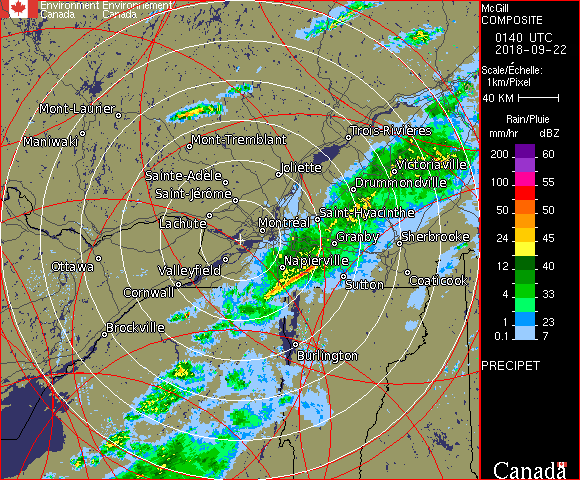 Environment Environnement
Canada Canada
McGill
COMPOSITE
0140 UTC
2018-09-22
Scale/Échelle:
1km/Pixel
40 KM
Rain/Pluie
mm/hr dBZ
200 60
100 55
50 50
24 45
12 40
4 33
1 23
0.1 7
PRECIPET
Canada
Mont-Laurier
Maniwaki
Mont-Tremblant
Trois-Rivières
Victoriaville
Sainte-Adèle
Joliette
Drummondville
Saint-Jérôme
Lachute
Montréal
Saint-Hyacinthe
Granby
Sherbrooke
Ottawa
Valleyfield
Napierville
Cornwall
Sutton
Coaticook
Brockville
Burlington